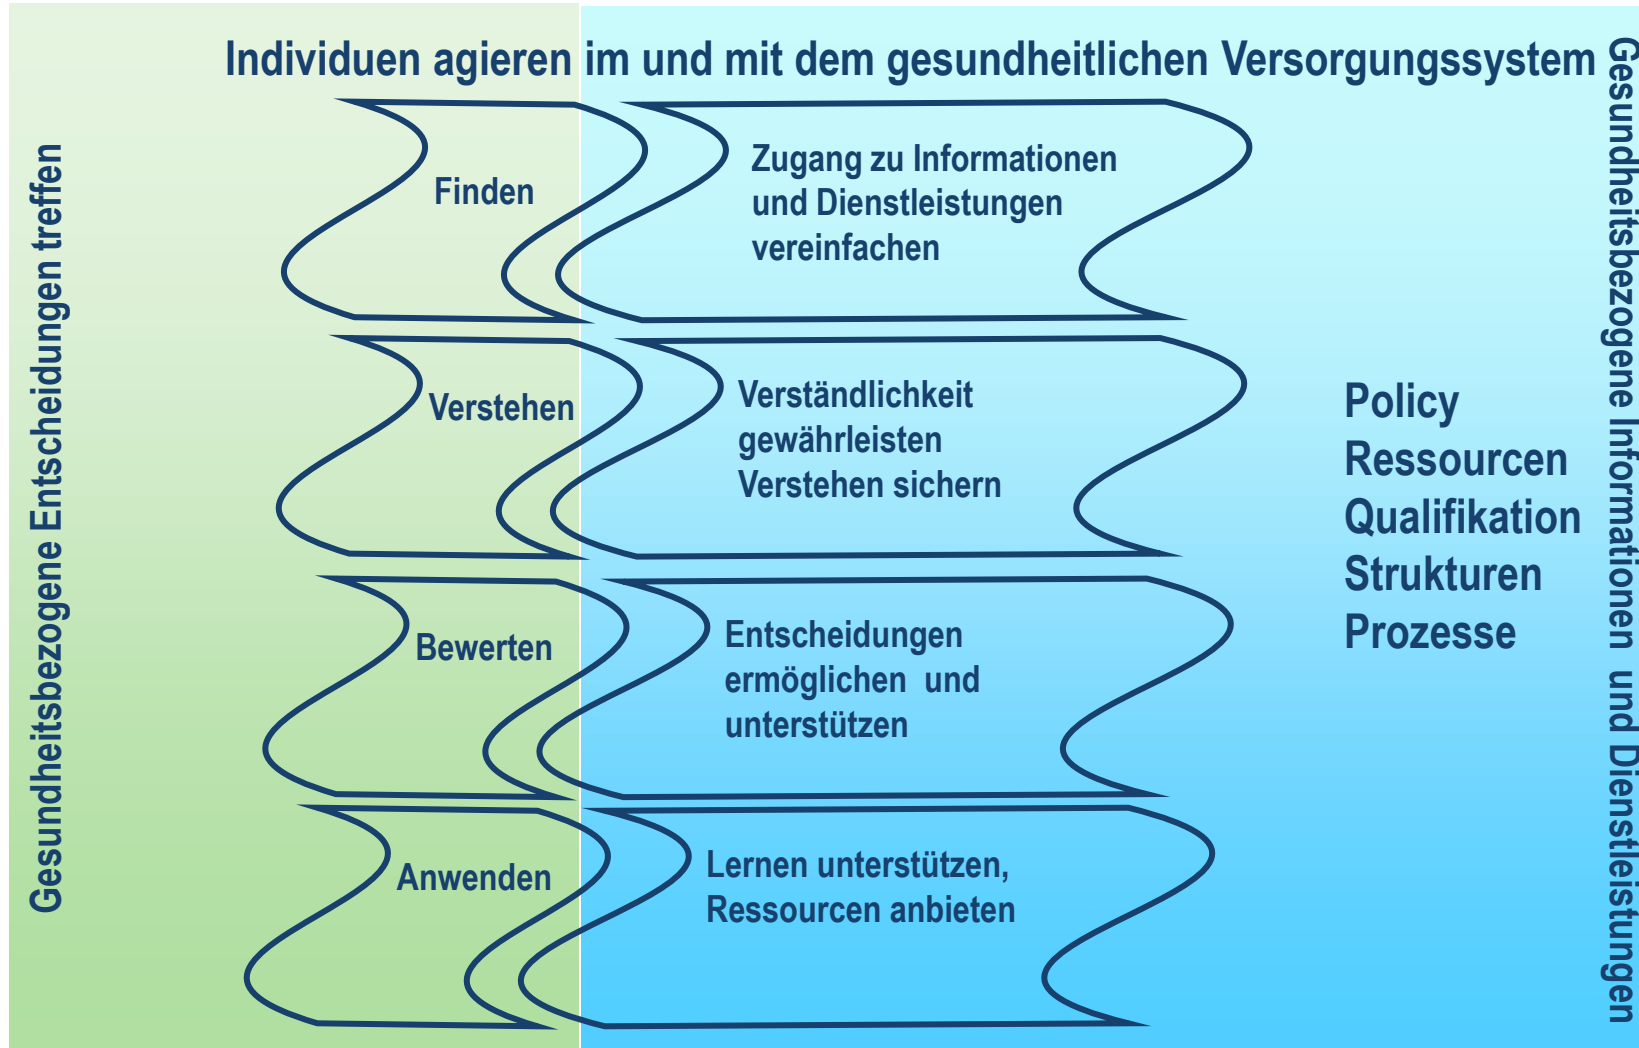 Individuen agieren im und mit dem gesundheitlichen Versorgungssystem
Gesundheitsbezogene Entscheidungen treffen
Finden
Zugang zu Informationen
und Dienstleistungen
vereinfachen
Verstehen
Verständlichkeit
gewährleisten
Verstehen sichern
Bewerten
Entscheidungen
ermöglichen und
unterstützen
Anwenden
Lernen unterstützen,
Ressourcen anbieten
Policy
Ressourcen
Qualifikation
Strukturen
Prozesse
Gesundheitsbezogene Informationen und Dienstleistungen